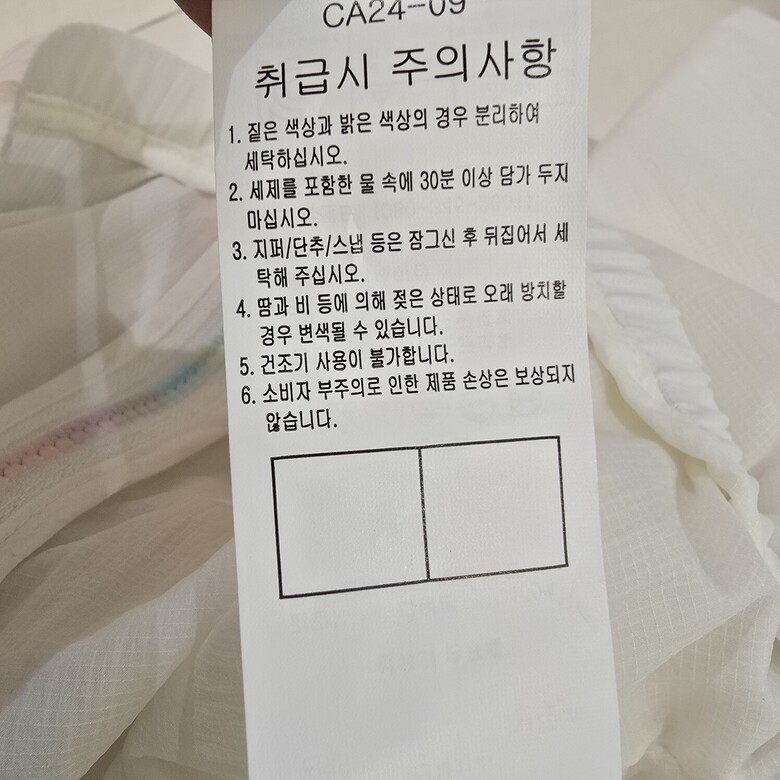 CA24-09
취급시 주의사항
1. 짙은 색상과 밝은 색상의 경우 분리하여
세탁하십시오.
2. 세제를 포함한 물 속에 30분 이상 담가 두지
마십시오.
3. 지퍼/단추/스냅 등은 잠그신 후 뒤집어서 세
탁해 주십시오.
4. 땀과 비 등에 의해 젖은 상태로 오래 방치할
경우 변색될 수 있습니다.
5. 건조기 사용이 불가합니다.
6. 소비자 부주의로 인한 제품 손상은 보상되지
않습니다.